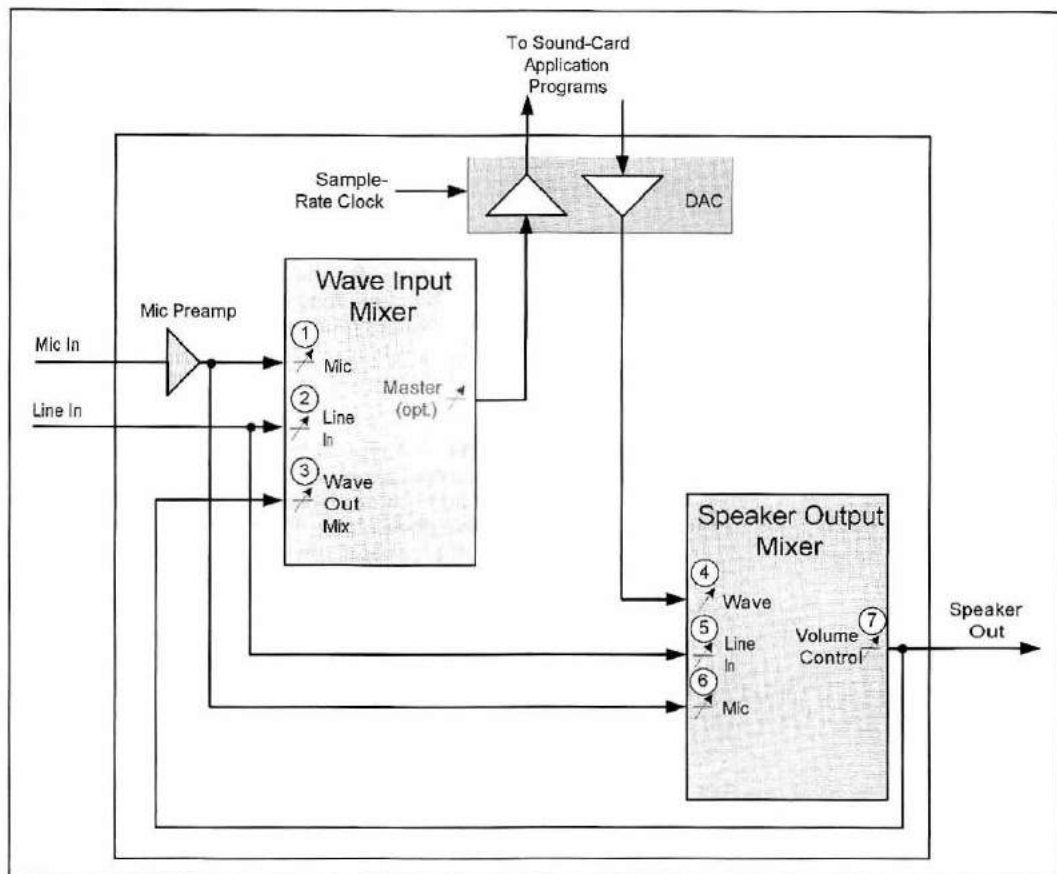 To Sound-Card
Application
Programs
Sample-
Rate Clock
DAC
Wave Input
Mixer
Mic Preamp
Mic In
1
Mic
Master
(opt.)
2
Line In
Line
In
3
Wave
Out
Mix
Speaker Output
Mixer
4
Wave
5
Line
In
6
Mic
7
Volume
Control
Speaker
Out